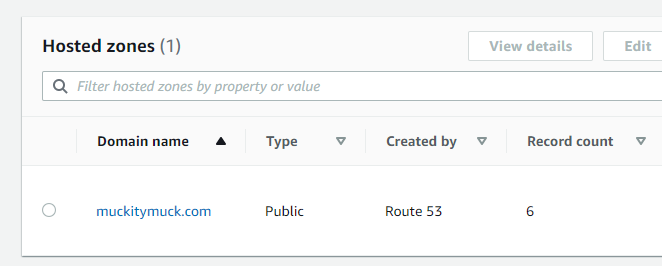 Hosted zones (1)
View details
Edit
Filter hosted zones by property or value
Domain name
Type
Created by
Record count
muckitymuck.com
Public
Route 53
6